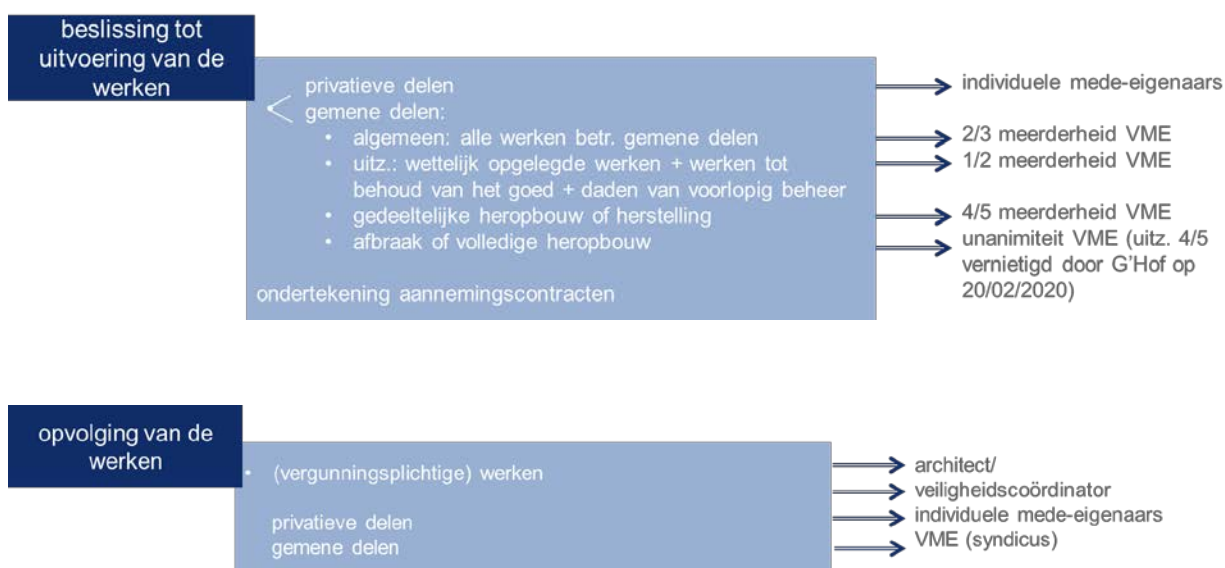 beslissing tot
uitvoering van de
werken
privatieve delen
individuele mede-eigenaars
gemene delen:
• algemeen: alle werken betr. gemene delen
2/3 meerderheid VME
• uitz.: wettelijk opgelegde werken + werken tot
1/2 meerderheid VME
behoud van het goed + daden van voorlopig beheer
• gedeeltelijke heropbouw of herstelling
4/5 meerderheid VME
• afbraak of volledige heropbouw
unanimiteit VME (uitz. 4/5
vernietigd door G'Hof op
20/02/2020)
ondertekening aannemingscontracten
opvolging van de
werken
• (vergunningsplichtige) werken
architect/
veiligheidscoördinator
privatieve delen
individuele mede-eigenaars
gemene delen
VME (syndicus)